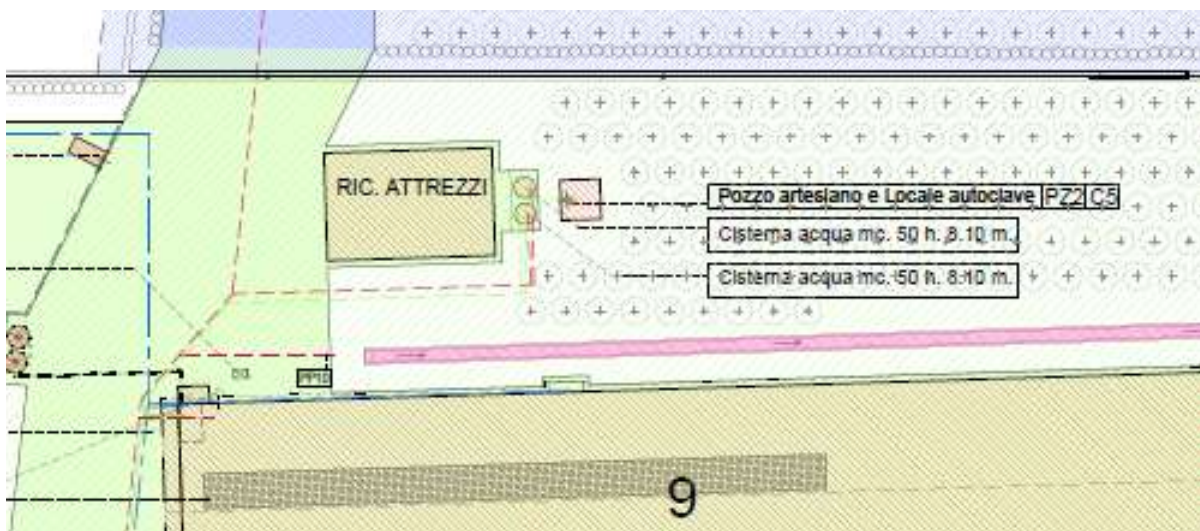 RIC. ATTREZZI
Pozzo artesiano e Locale autoclave PZ2 C5
Cisterna acqua mc. 50 h. 8.10 m.
Cisterna acqua mc. 50 h. 8.10 m.
9